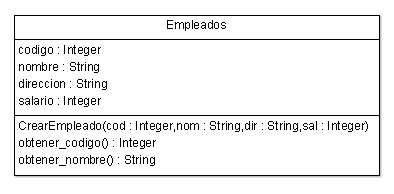 Empleados
codigo : Integer
nombre : String
direccion : String
salario : Integer
CrearEmpleado(cod : Integer,nom : String,dir : String,sal : Integer)
obtener_codigo() : Integer
obtener_nombre() : String